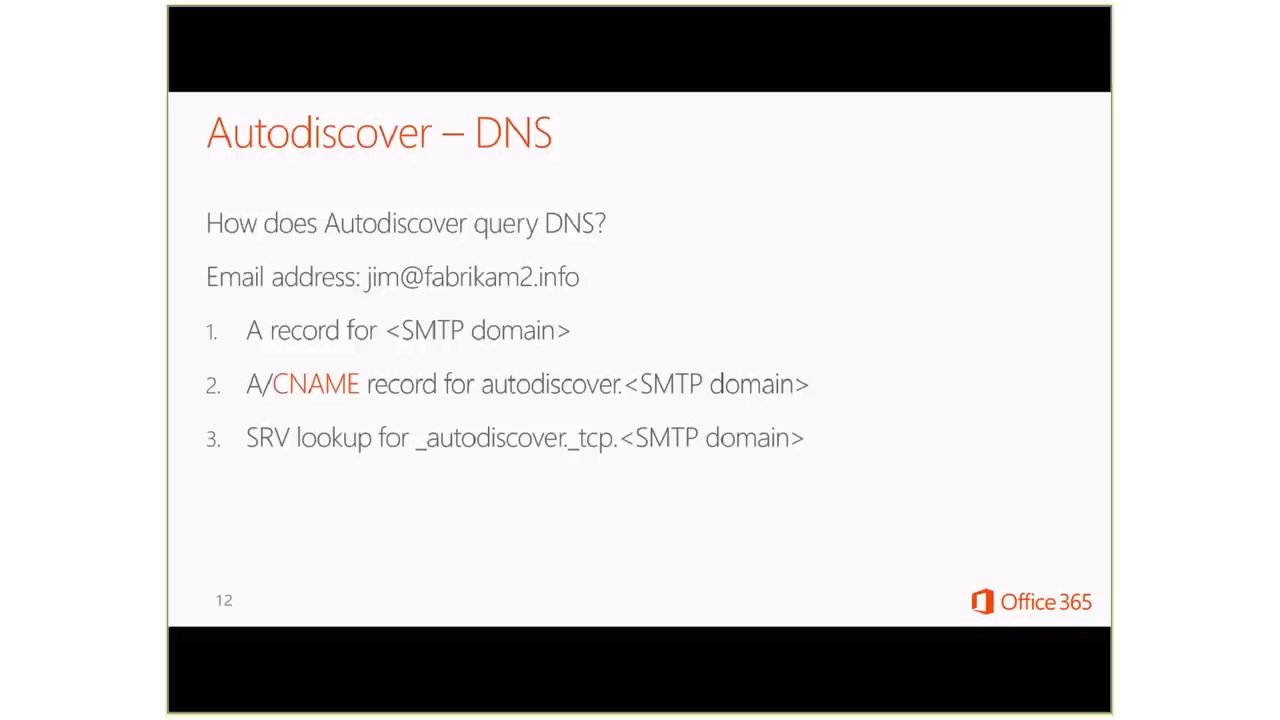 Autodiscover – DNS
How does Autodiscover query DNS?
Email address: jim@fabrikam2.info
1. A record for <SMTP domain>
2. A/CNAME record for autodiscover.<SMTP domain>
3. SRV lookup for _autodiscover._tcp.<SMTP domain>
12
Office 365